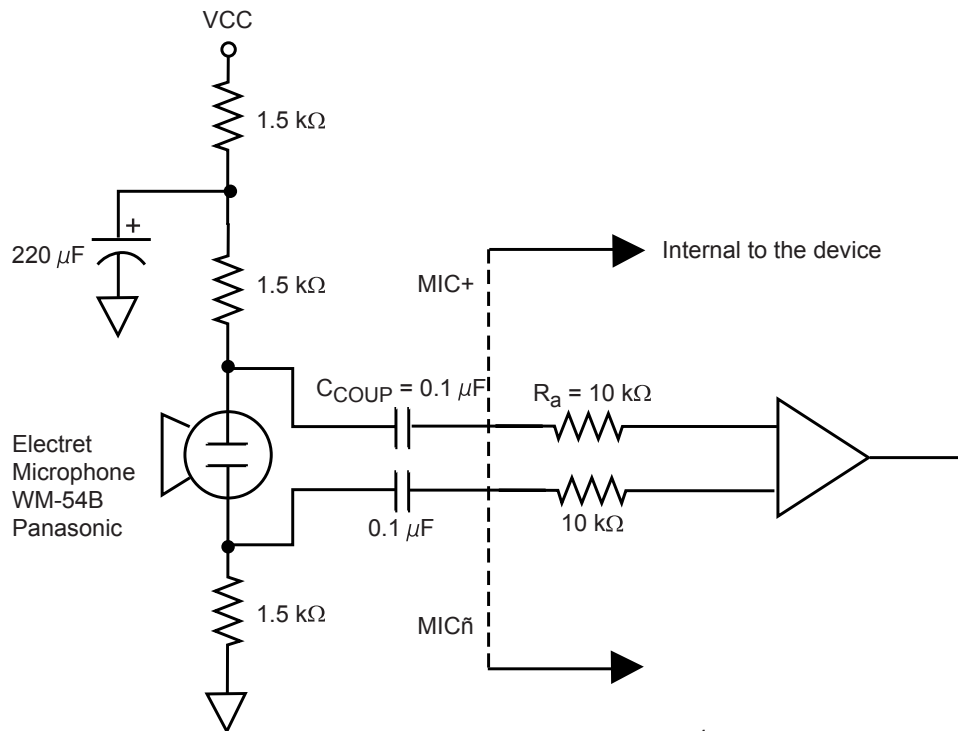 VCC
1.5 kΩ
220 μF
+
1.5 kΩ
MIC+
Internal to the device
C_COUP = 0.1 μF
R_a = 10 kΩ
Electret
Microphone
WM-54B
Panasonic
0.1 μF
10 kΩ
1.5 kΩ
MICñ